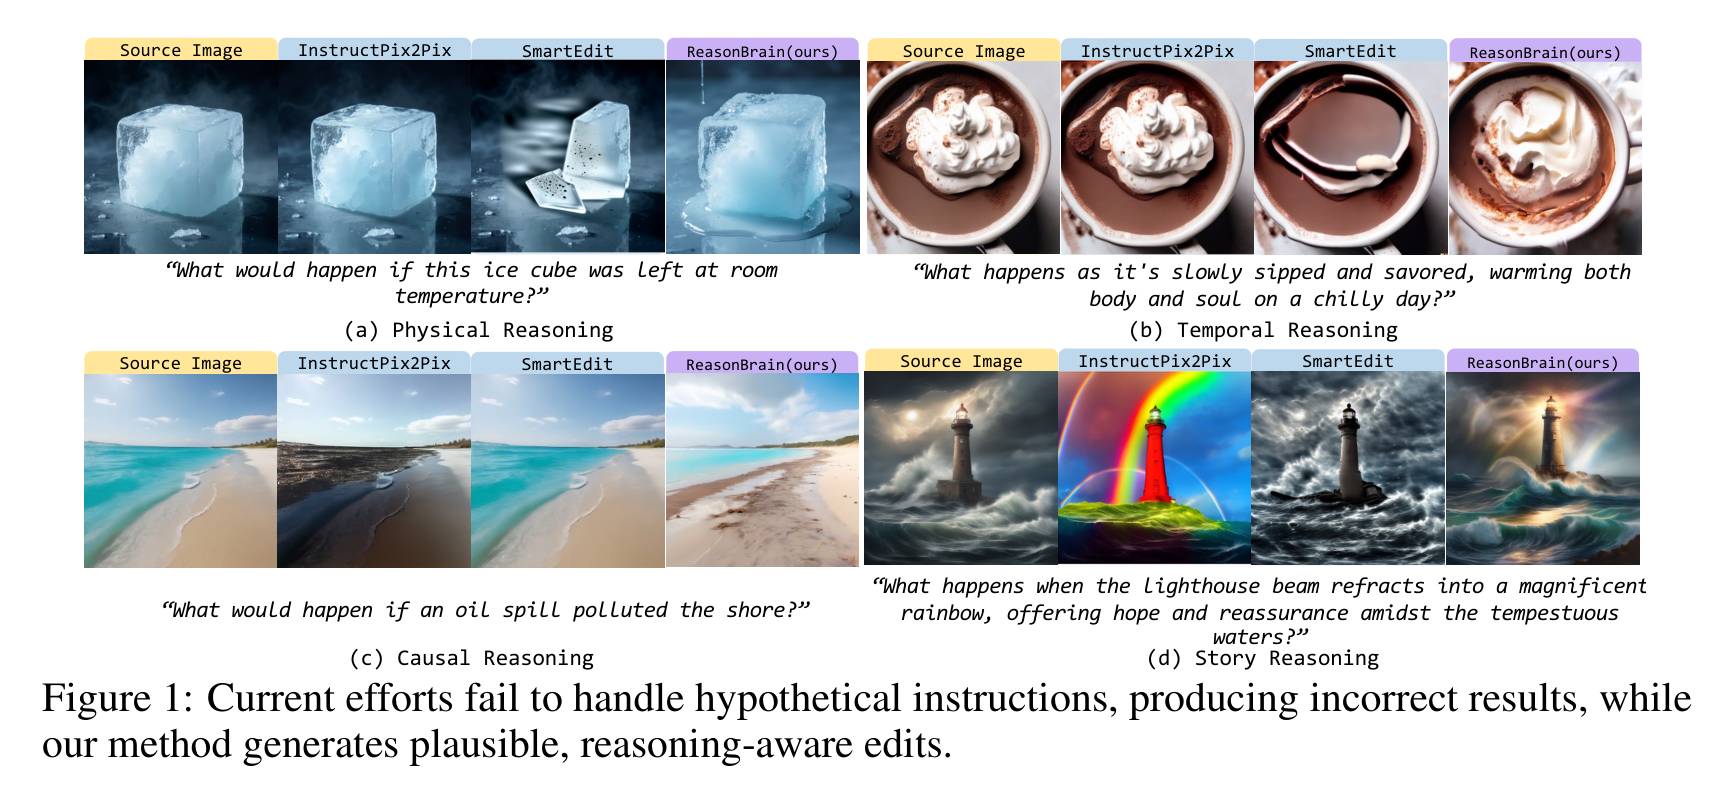 Source Image InstructPix2Pix SmartEdit ReasonBrain(ours)
“What would happen if this ice cube was left at room
temperature?”
(a) Physical Reasoning
Source Image InstructPix2Pix SmartEdit ReasonBrain(ours)
“What happens as it's slowly sipped and savored, warming both
body and soul on a chilly day?”
(b) Temporal Reasoning
Source Image InstructPix2Pix SmartEdit ReasonBrain(ours)
“What would happen if an oil spill polluted the shore?”
(c) Causal Reasoning
Source Image InstructPix2Pix SmartEdit ReasonBrain(ours)
“What happens when the lighthouse beam refracts into a magnificent
rainbow, offering hope and reassurance amidst the tempestuous
waters?”
(d) Story Reasoning
Figure 1: Current efforts fail to handle hypothetical instructions, producing incorrect results, while
our method generates plausible, reasoning-aware edits.